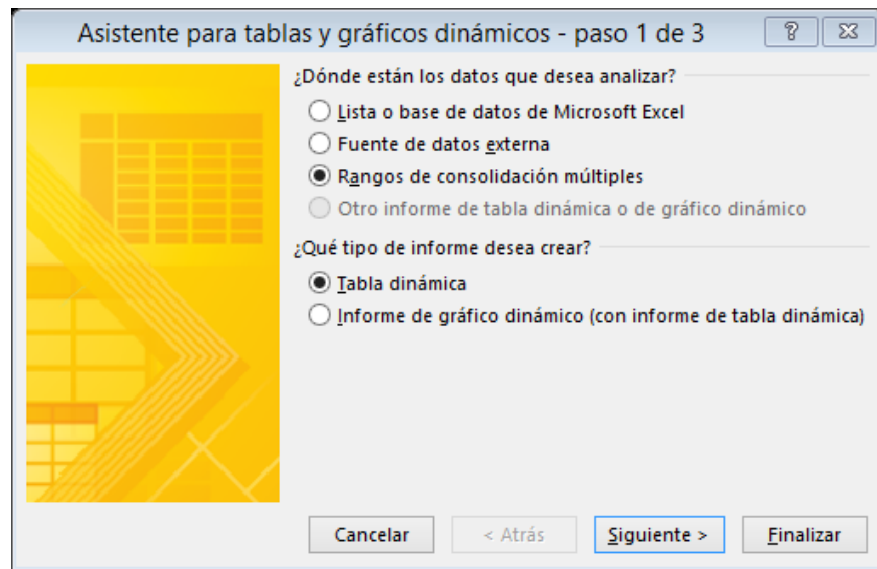 Asistente para tablas y gráficos dinámicos - paso 1 de 3
¿Dónde están los datos que desea analizar?
Lista o base de datos de Microsoft Excel
Fuente de datos externa
Rangos de consolidación múltiples
Otro informe de tabla dinámica o de gráfico dinámico
¿Qué tipo de informe desea crear?
Tabla dinámica
Informe de gráfico dinámico (con informe de tabla dinámica)
Cancelar < Atrás Siguiente > Finalizar